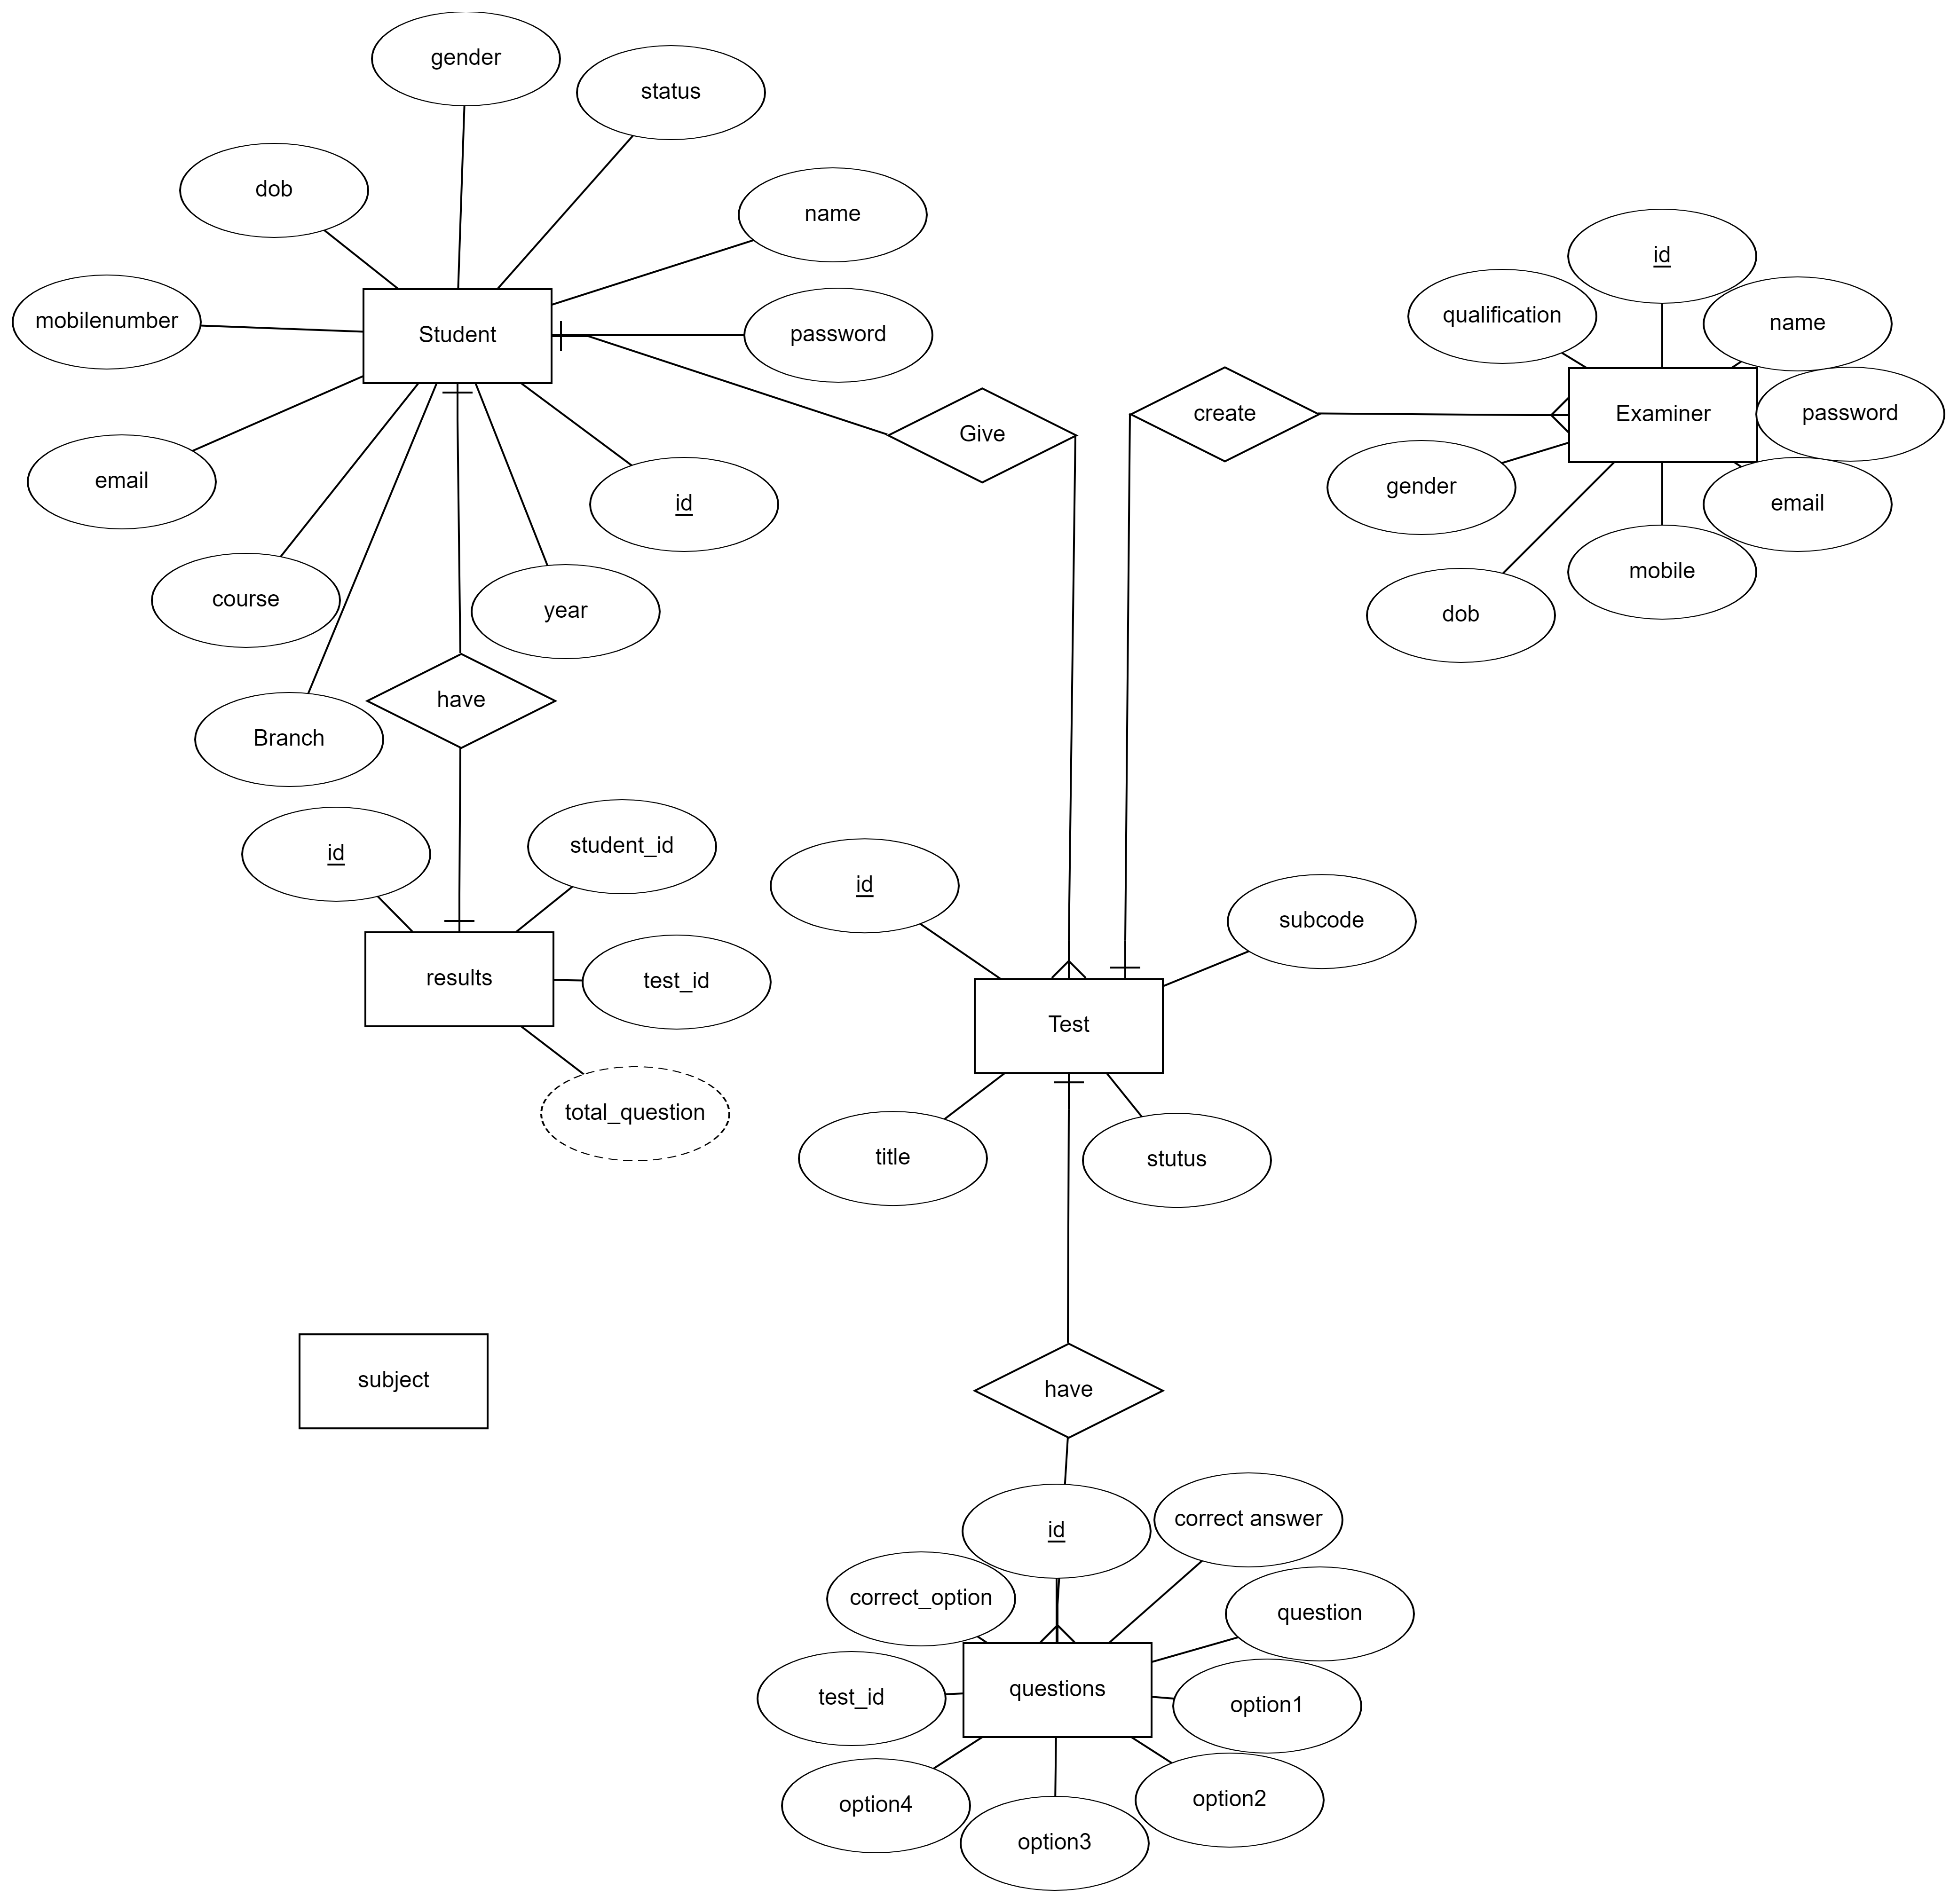 gender
status
dob
name
mobilenumber
Student
password
email
id
course
year
Branch
have
Give
create
id
qualification
name
Examiner
password
gender
email
mobile
dob
id
student_id
results
test_id
total_question
id
subcode
Test
title
stutus
subject
have
id
correct answer
correct_option
question
test_id
questions
option1
option4
option2
option3